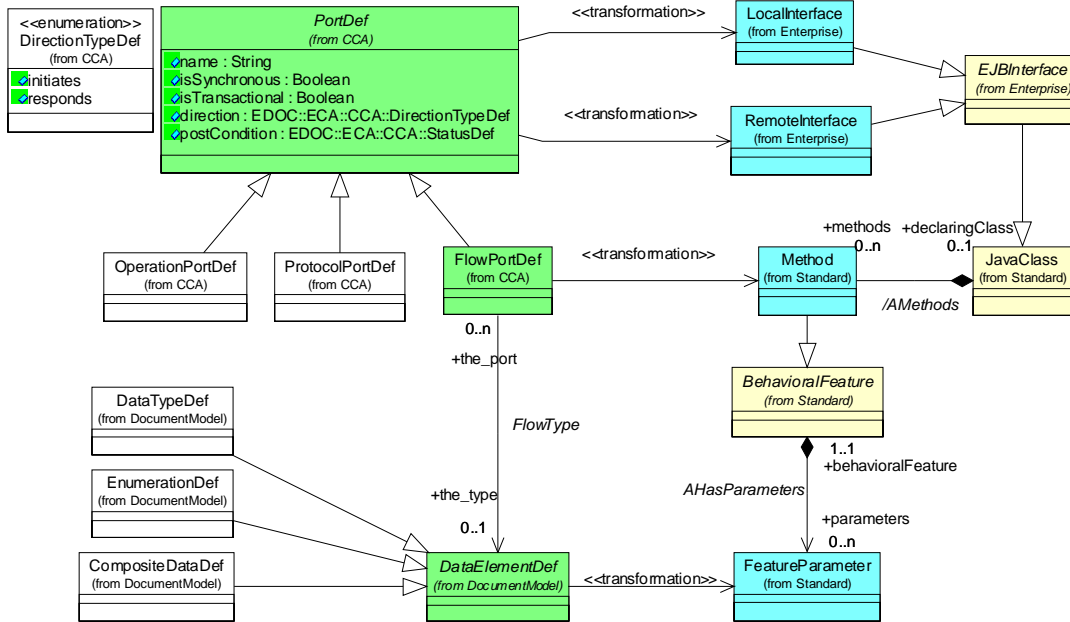 <<enumeration>>
DirectionTypeDef
(from CCA)
initiates
responds
PortDef
(from CCA)
name : String
isSynchronous : Boolean
isTransactional : Boolean
direction : EDOC::ECA::CCA::DirectionTypeDef
postCondition : EDOC::ECA::CCA::StatusDef
<<transformation>>
<<transformation>>
LocalInterface
(from Enterprise)
RemoteInterface
(from Enterprise)
EJBInterface
(from Enterprise)
OperationPortDef
(from CCA)
ProtocolPortDef
(from CCA)
FlowPortDef
(from CCA)
<<transformation>>
+methods
0..n
+declaringClass
0..1
Method
(from Standard)
/AMethods
JavaClass
(from Standard)
0..n
+the_port
FlowType
+the_type
0..1
BehavioralFeature
(from Standard)
1..1
+behavioralFeature
AHasParameters
+parameters
0..n
DataTypeDef
(from DocumentModel)
EnumerationDef
(from DocumentModel)
CompositeDataDef
(from DocumentModel)
DataElementDef
(from DocumentModel)
<<transformation>>
FeatureParameter
(from Standard)